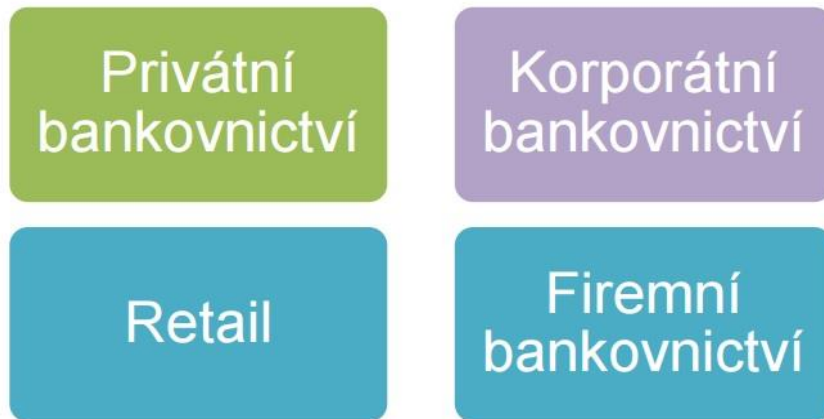 Privátní
bankovnictví
Korporátní
bankovnictví
Retail
Firemní
bankovnictví